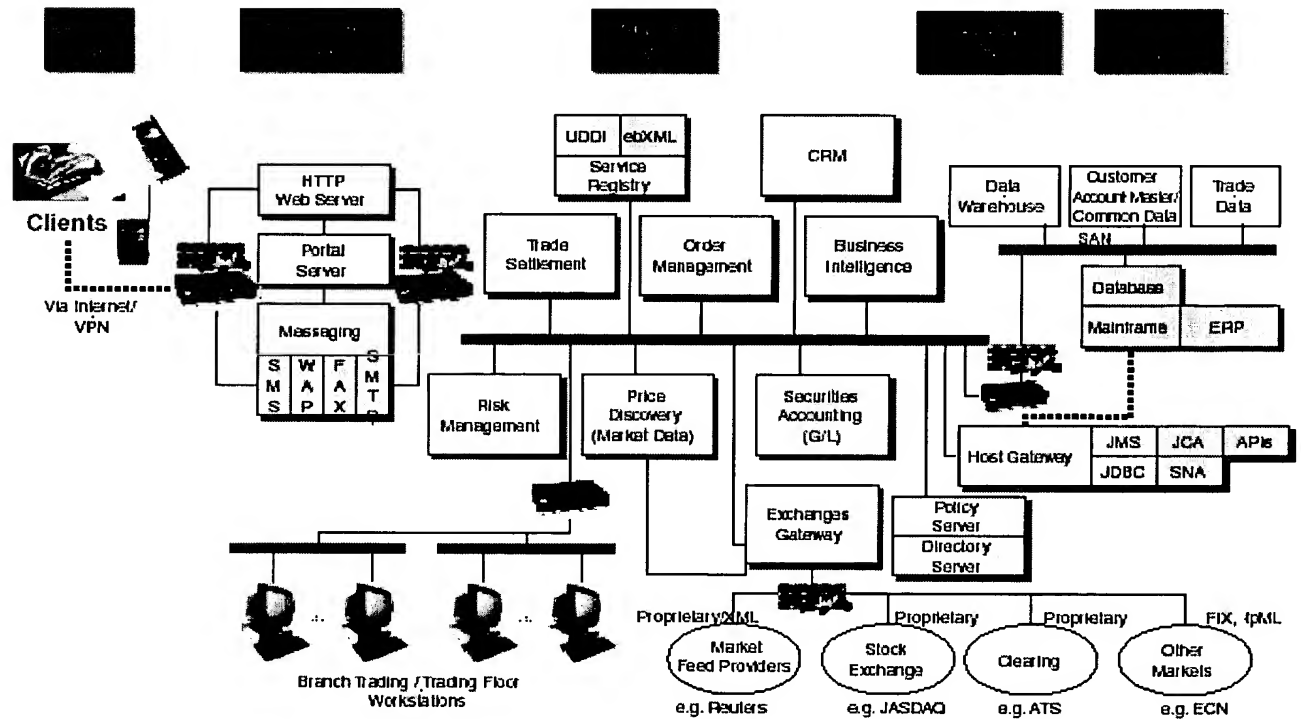 UDDI ebXML
Service
Registry
CRM
HTTP
Web Server
Clients
Portal
Server
Via Internet/
VPN
Messaging
SMS WAP FAX SMTP
Trade
Settlement
Order
Management
Business
Intelligence
Data
Warehouse
Customer
Account Master/
Common Data
Trade
Data
SAN
Database
Mainframe ERP
Risk
Management
Price
Discovery
(Market Data)
Securities
Accounting
(G/L)
Host Gateway
JMS JCA APIs
JDBC SNA
Exchanges
Gateway
Policy
Server
Directory
Server
Proprietary/XML
Proprietary
Proprietary
FIX, fpML
Market
Feed Providers
Stock
Exchange
Clearing
Other
Markets
e.g. Reuters
e.g. JASDAQ
e.g. ATS
e.g. ECN
Branch Trading / Trading Floor
Workstations